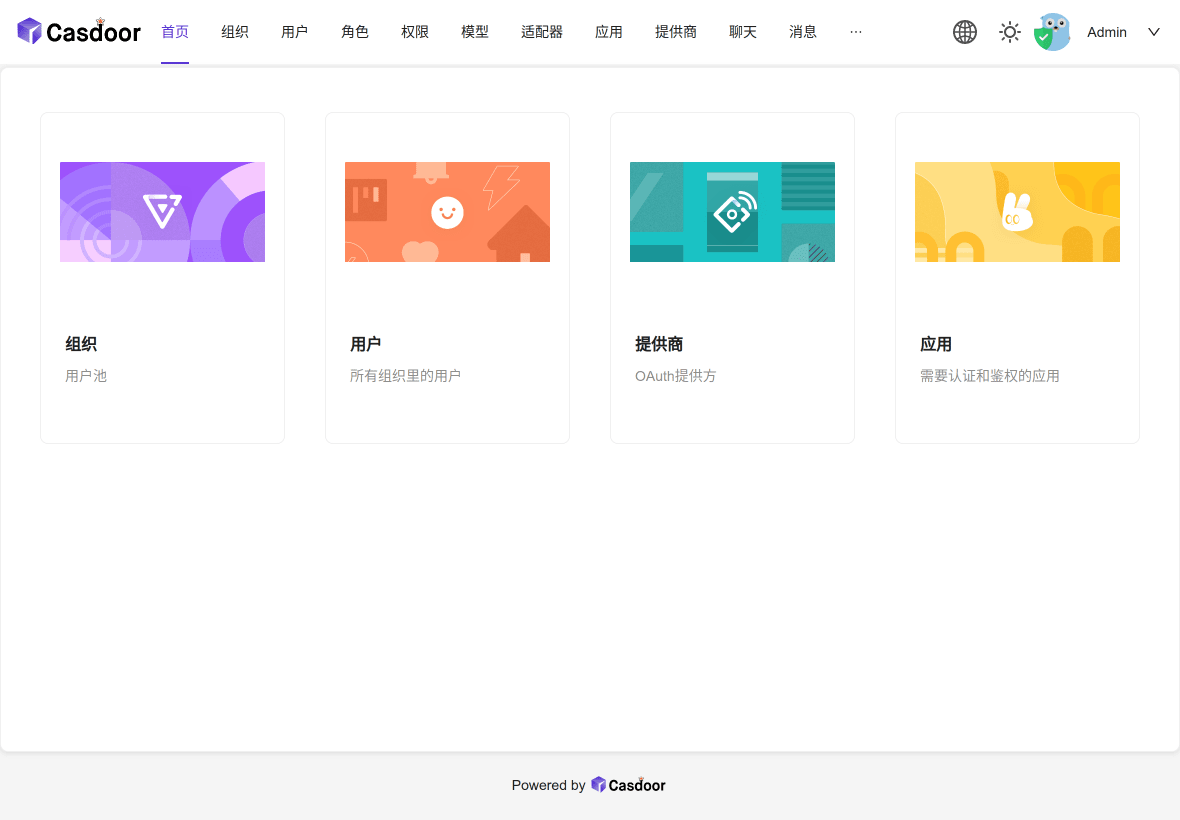 Casdoor 首页 组织 用户 角色 权限 模型 适配器 应用 提供商 聊天 消息 ··· Admin
组织
用户池
用户
所有组织里的用户
提供商
OAuth提供方
应用
需要认证和鉴权的应用
Powered by Casdoor